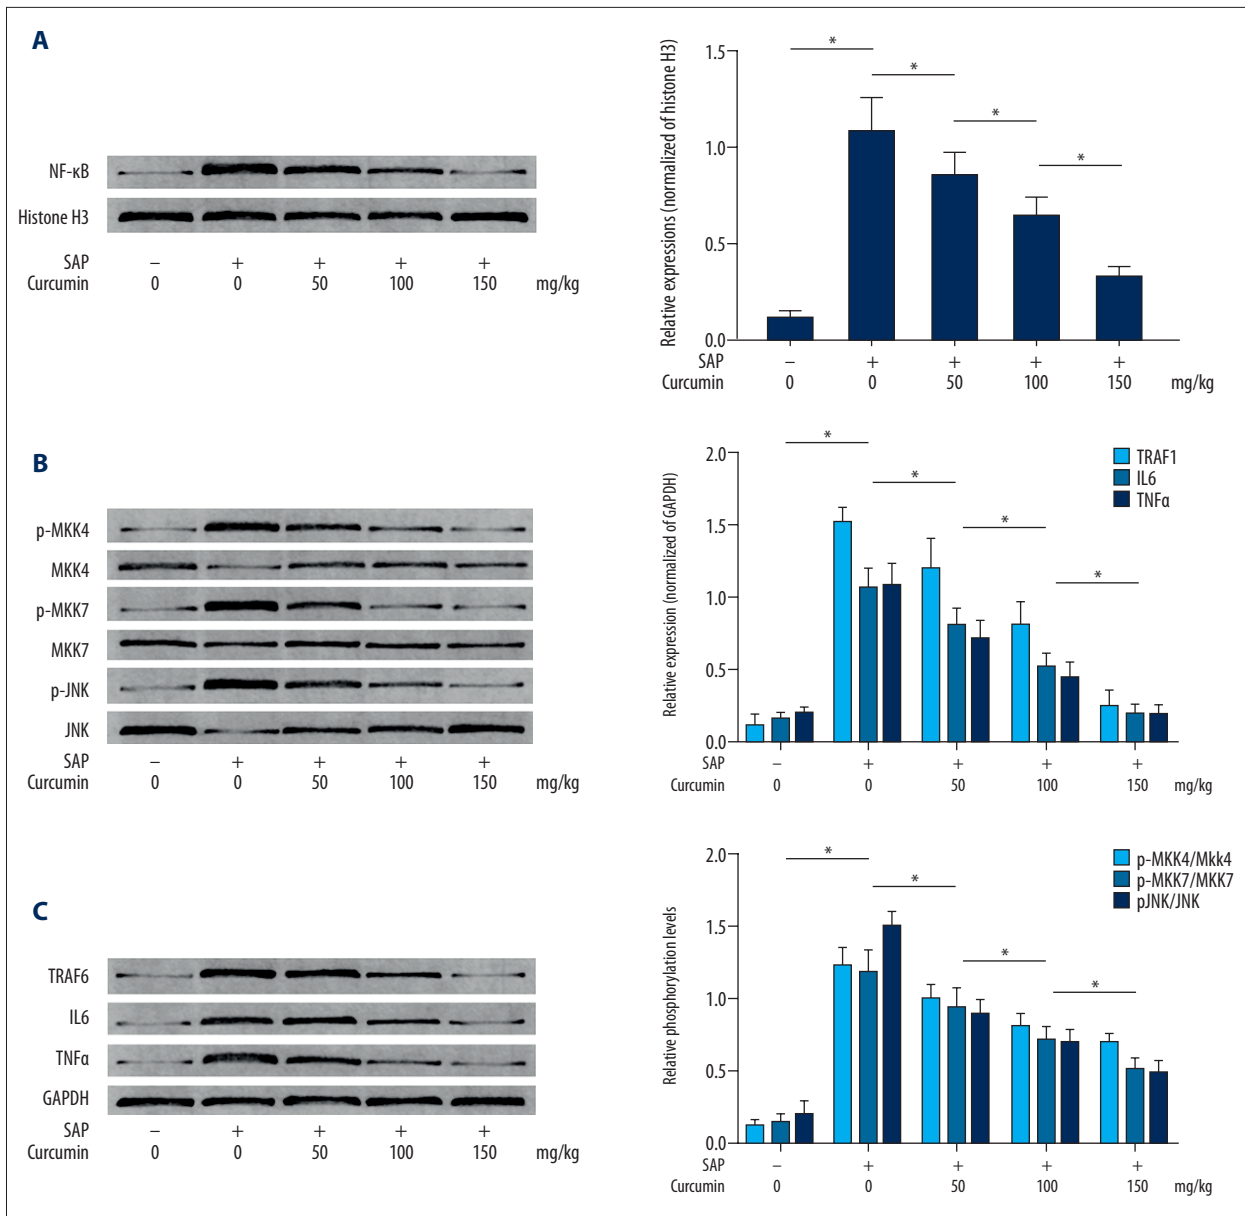 A
NF-κB
Histone H3
SAP – + + + +
Curcumin 0 0 50 100 150 mg/kg
Relative expressions (normalized of histone H3)
1.5
1.0
0.5
0.0
* * * *
SAP – + + + +
Curcumin 0 0 50 100 150 mg/kg
B
p-MKK4
MKK4
p-MKK7
MKK7
p-JNK
JNK
SAP – + + + +
Curcumin 0 0 50 100 150 mg/kg
Relative expression (normalized of GAPDH)
2.0
1.5
1.0
0.5
0.0
* * * *
TRAF1
IL6
TNFα
SAP – + + + +
Curcumin 0 0 50 100 150 mg/kg
C
TRAF6
IL6
TNFα
GAPDH
SAP – + + + +
Curcumin 0 0 50 100 150 mg/kg
Relative phosphorylation levels
2.0
1.5
1.0
0.5
0.0
* * * *
p-MKK4/Mkk4
p-MKK7/MKK7
pJNK/JNK
SAP – + + + +
Curcumin 0 0 50 100 150 mg/kg